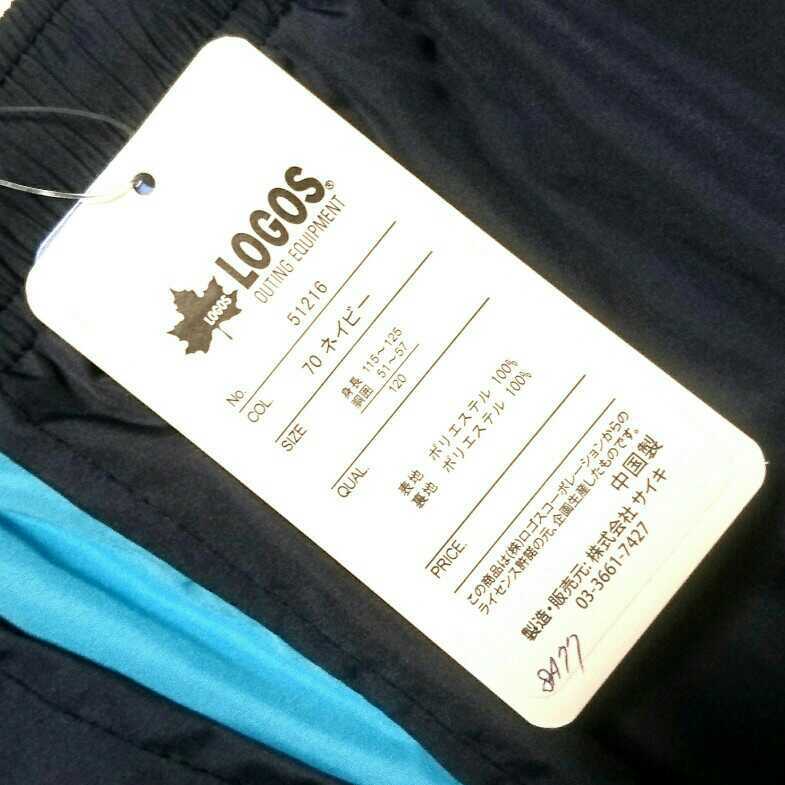 LOGOS®
OUTING EQUIPMENT
LOGOS
No. 51216
COL. 70 ネイビー
SIZE 身長 115～125
胴囲 51～57
120
QUAL. 表地 ポリエステル 100%
裏地 ポリエステル 100%
PRICE.
この商品は(株)ロゴスコーポレーションからの
ライセンス許諾の元、企画生産したものです。
中国製
製造・販売元: 株式会社 サイキ
03-3661-7427